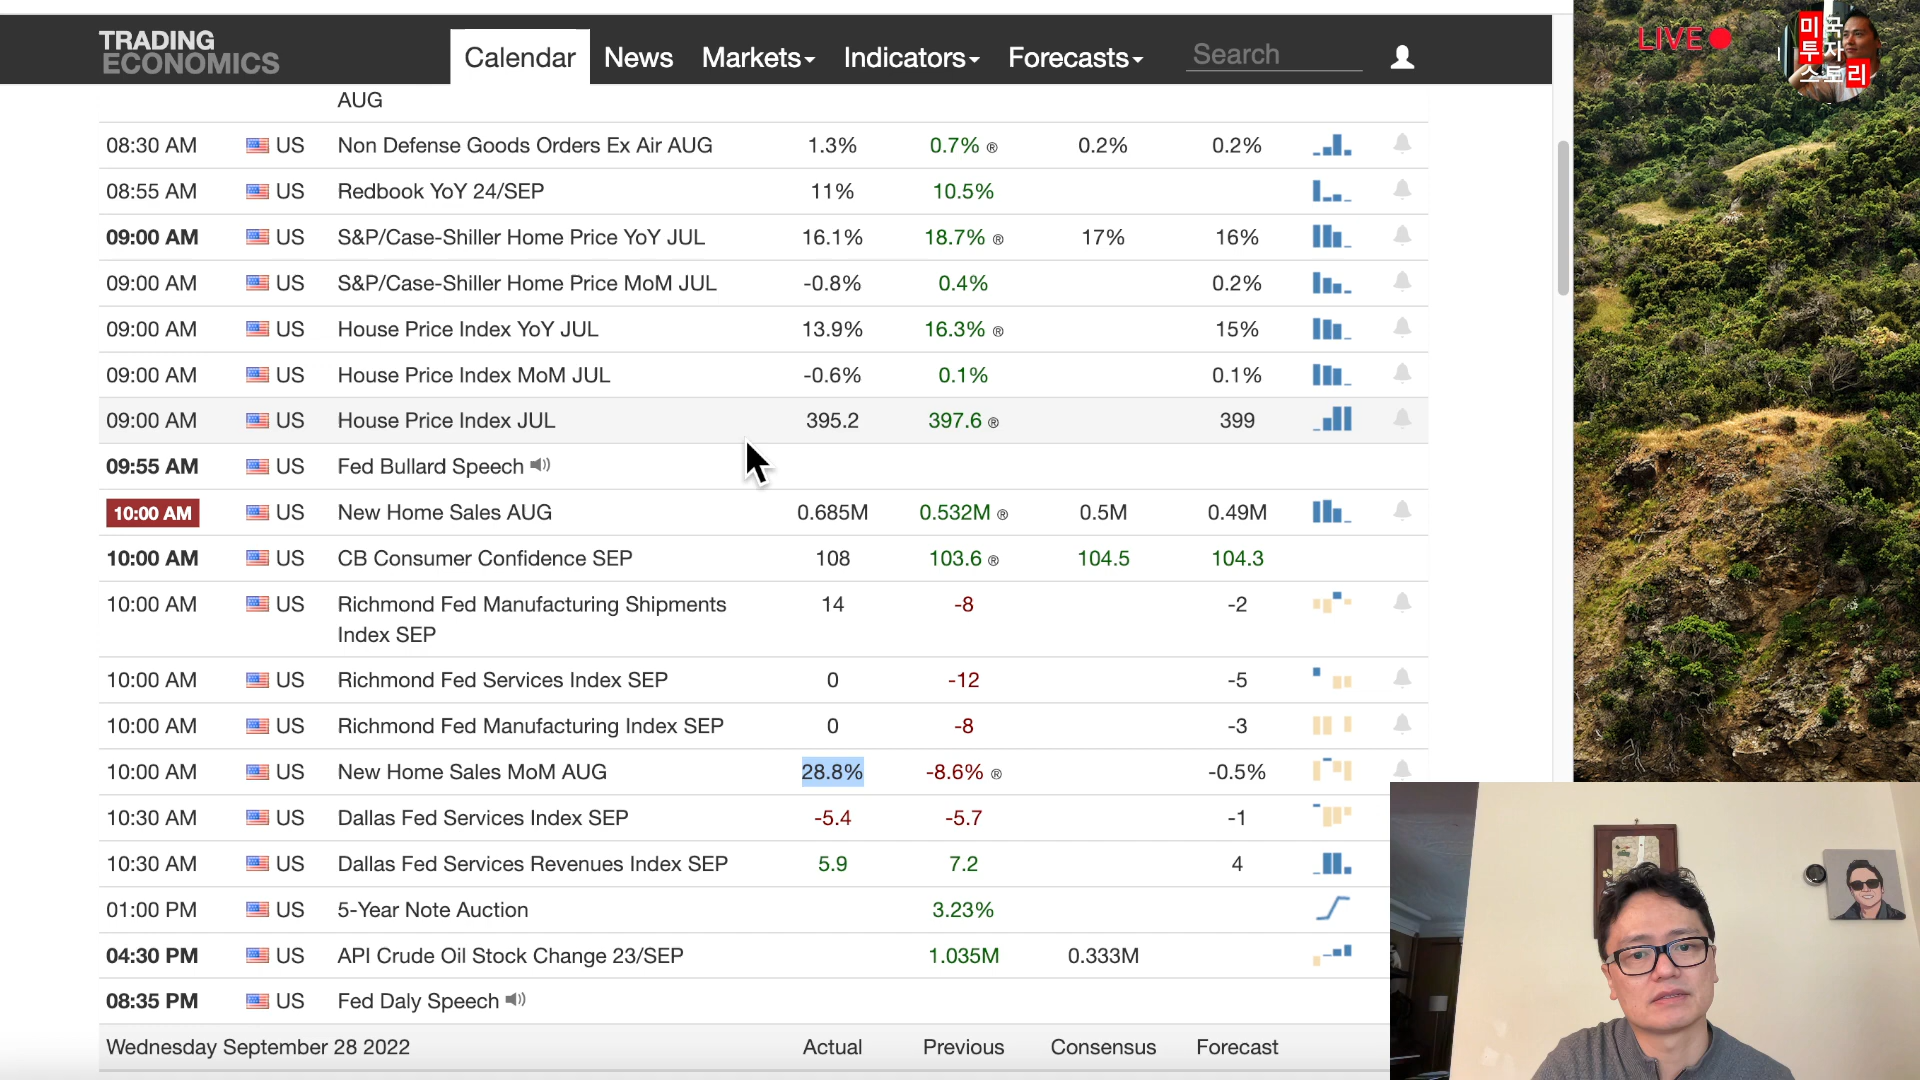 TRADING
ECONOMICS
Calendar News Markets Indicators Forecasts Search
LIVE
미국
투자
스토리
AUG
08:30 AM US Non Defense Goods Orders Ex Air AUG 1.3% 0.7% ® 0.2% 0.2%
08:55 AM US Redbook YoY 24/SEP 11% 10.5%
09:00 AM US S&P/Case-Shiller Home Price YoY JUL 16.1% 18.7% ® 17% 16%
09:00 AM US S&P/Case-Shiller Home Price MoM JUL -0.8% 0.4% 0.2%
09:00 AM US House Price Index YoY JUL 13.9% 16.3% ® 15%
09:00 AM US House Price Index MoM JUL -0.6% 0.1% 0.1%
09:00 AM US House Price Index JUL 395.2 397.6 ® 399
09:55 AM US Fed Bullard Speech
10:00 AM US New Home Sales AUG 0.685M 0.532M ® 0.5M 0.49M
10:00 AM US CB Consumer Confidence SEP 108 103.6 ® 104.5 104.3
10:00 AM US Richmond Fed Manufacturing Shipments 14 -8 -2
Index SEP
10:00 AM US Richmond Fed Services Index SEP 0 -12 -5
10:00 AM US Richmond Fed Manufacturing Index SEP 0 -8 -3
10:00 AM US New Home Sales MoM AUG 28.8% -8.6% ® -0.5%
10:30 AM US Dallas Fed Services Index SEP -5.4 -5.7 -1
10:30 AM US Dallas Fed Services Revenues Index SEP 5.9 7.2 4
01:00 PM US 5-Year Note Auction 3.23%
04:30 PM US API Crude Oil Stock Change 23/SEP 1.035M 0.333M
08:35 PM US Fed Daly Speech
Wednesday September 28 2022 Actual Previous Consensus Forecast